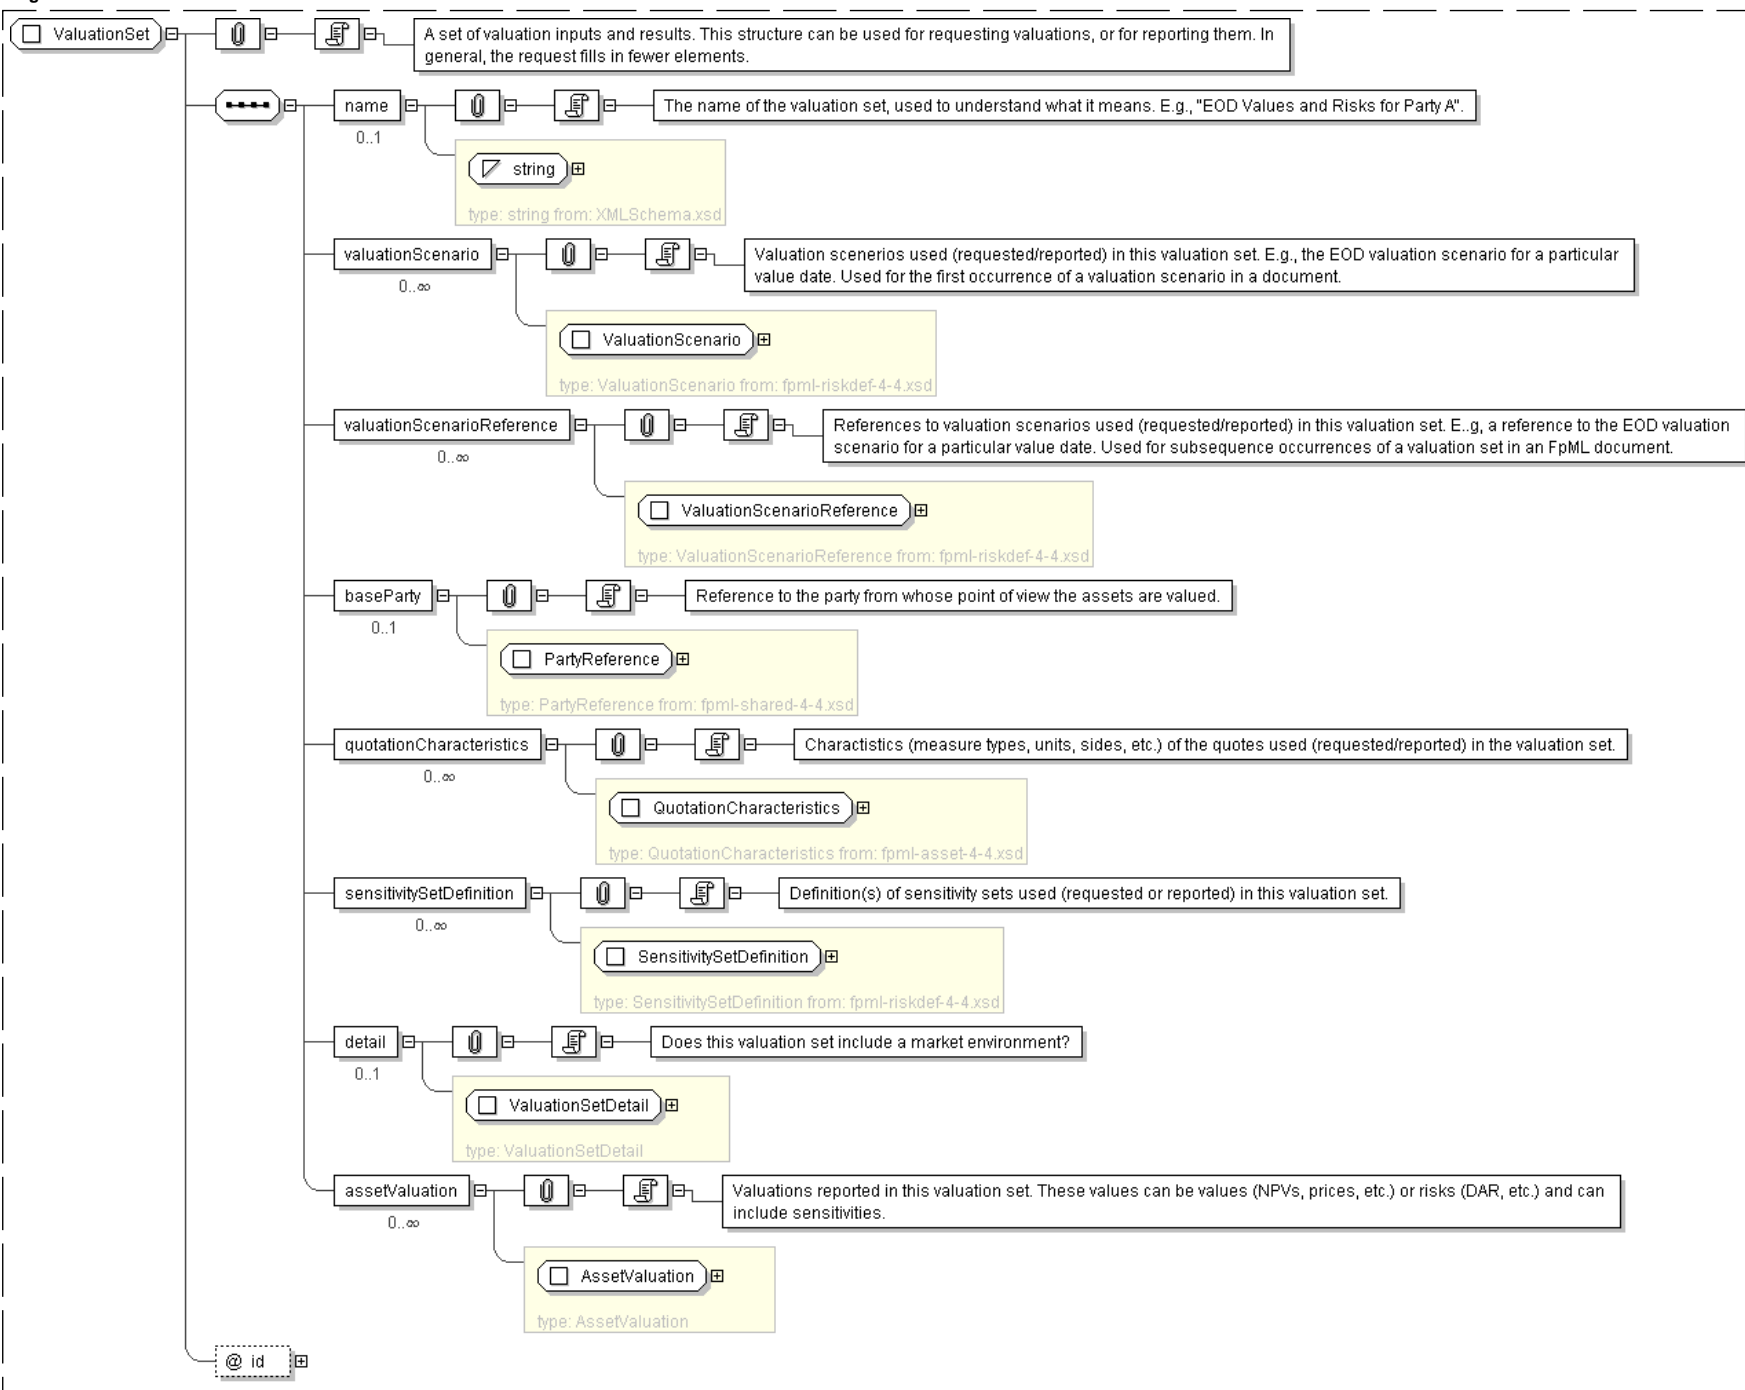 ValuationSet
A set of valuation inputs and results. This structure can be used for requesting valuations, or for reporting them. In
general, the request fills in fewer elements.
name
The name of the valuation set, used to understand what it means. E.g., "EOD Values and Risks for Party A".
0..1
string
type: string from: XMLSchema.xsd
valuationScenario
Valuation scenerios used (requested/reported) in this valuation set. E.g., the EOD valuation scenario for a particular
value date. Used for the first occurrence of a valuation scenario in a document.
0..∞
ValuationScenario
type: ValuationScenario from: fpml-riskdef-4-4.xsd
valuationScenarioReference
References to valuation scenarios used (requested/reported) in this valuation set. E..g, a reference to the EOD valuation
scenario for a particular value date. Used for subsequence occurrences of a valuation set in an FpML document.
0..∞
ValuationScenarioReference
type: ValuationScenarioReference from: fpml-riskdef-4-4.xsd
baseParty
Reference to the party from whose point of view the assets are valued.
0..1
PartyReference
type: PartyReference from: fpml-shared-4-4.xsd
quotationCharacteristics
Charactistics (measure types, units, sides, etc.) of the quotes used (requested/reported) in the valuation set.
0..∞
QuotationCharacteristics
type: QuotationCharacteristics from: fpml-asset-4-4.xsd
sensitivitySetDefinition
Definition(s) of sensitivity sets used (requested or reported) in this valuation set.
0..∞
SensitivitySetDefinition
type: SensitivitySetDefinition from: fpml-riskdef-4-4.xsd
detail
Does this valuation set include a market environment?
0..1
ValuationSetDetail
type: ValuationSetDetail
assetValuation
Valuations reported in this valuation set. These values can be values (NPVs, prices, etc.) or risks (DAR, etc.) and can
include sensitivities.
0..∞
AssetValuation
type: AssetValuation
@ id